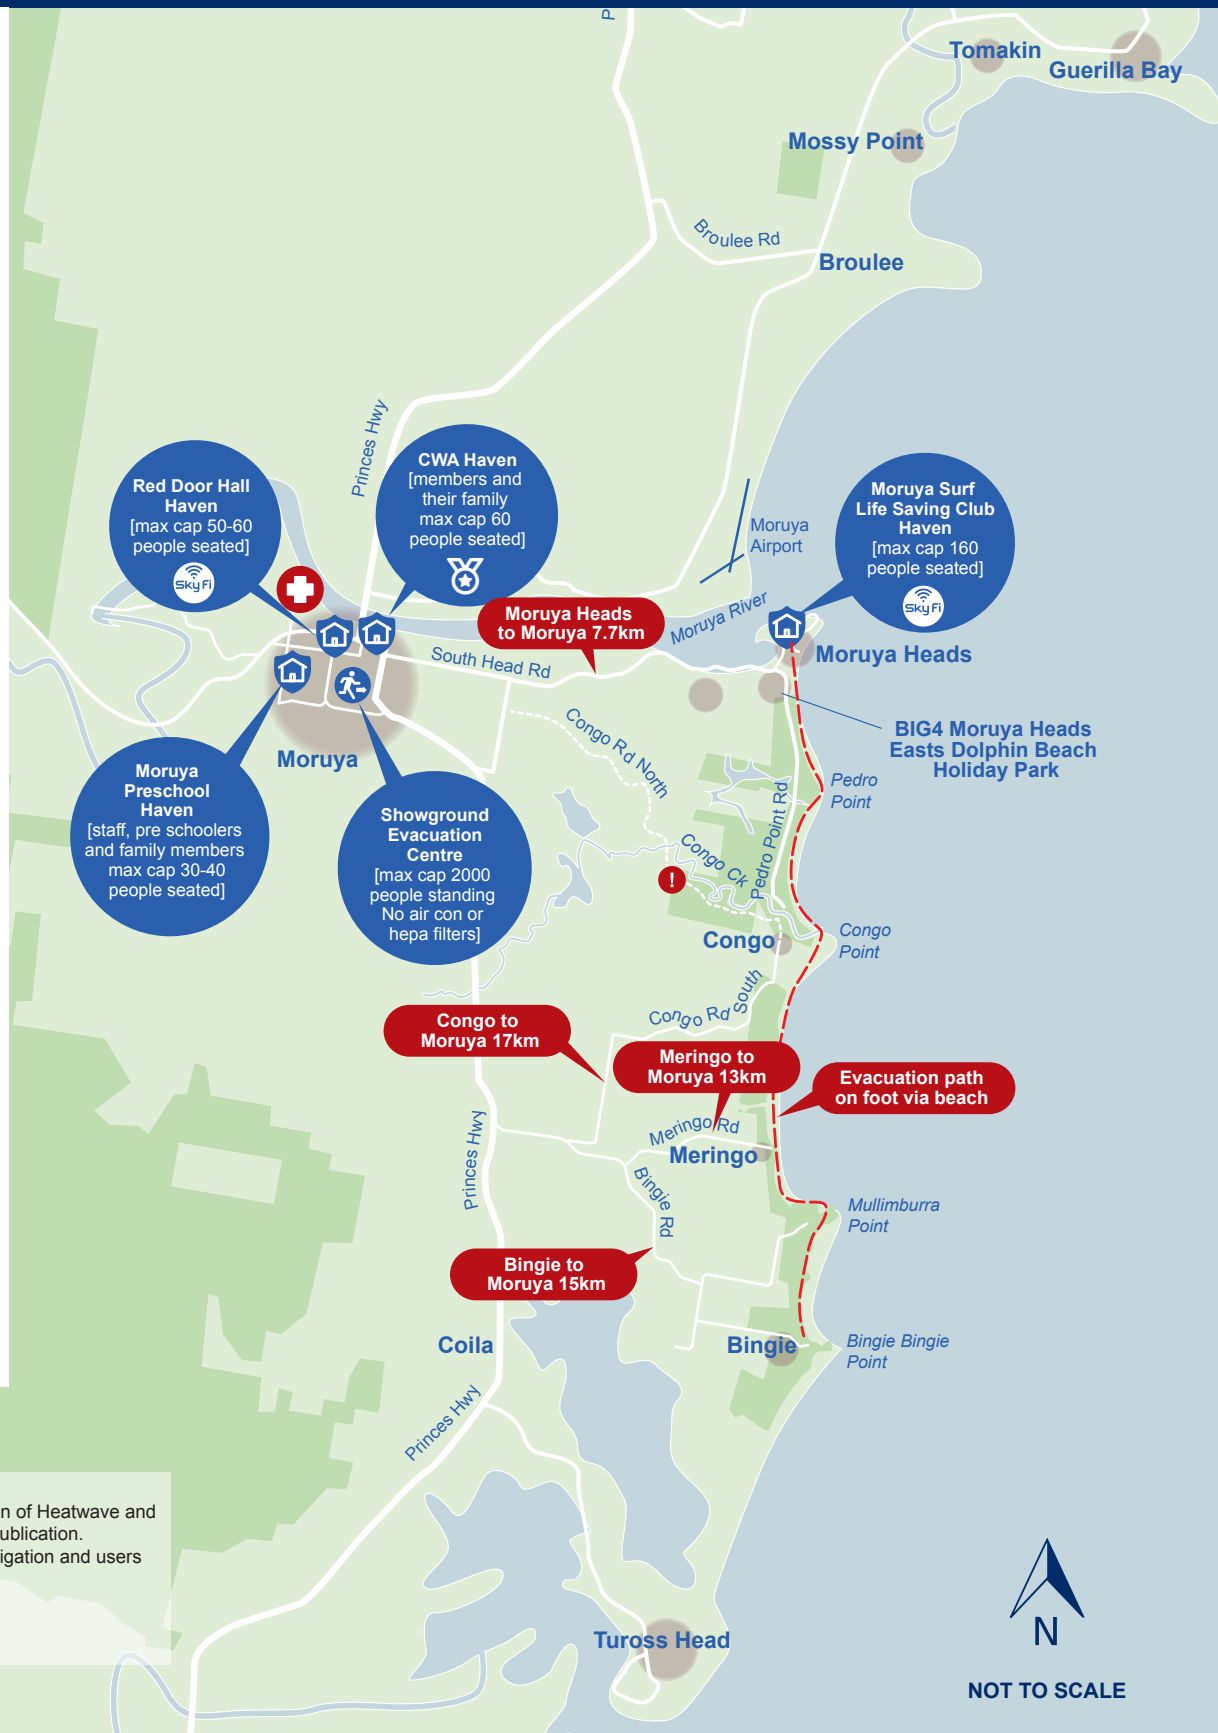 P
Tomakin
Guerilla Bay
Mossy Point
Broulee Rd
Broulee
Princes Hwy
Red Door Hall
Haven
[max cap 50-60
people seated]
Sky Fi
CWA Haven
[members and
their family
max cap 60
people seated]
Moruya
Airport
Moruya Surf
Life Saving Club
Haven
[max cap 160
people seated]
Sky Fi
Moruya Heads
to Moruya 7.7km
Moruya River
South Head Rd
Moruya Heads
BIG4 Moruya Heads
Easts Dolphin Beach
Holiday Park
Moruya
Congo Rd North
Pedro
Point
Moruya
Preschool
Haven
[staff, pre schoolers
and family members
max cap 30-40
people seated]
Showground
Evacuation
Centre
[max cap 2000
people standing
No air con or
hepa filters]
Pedro Point Rd
Congo Ck
!
Congo
Congo
Point
Congo Rd South
Congo to
Moruya 17km
Meringo to
Moruya 13km
Evacuation path
on foot via beach
Princes Hwy
Meringo Rd
Meringo
Bingie Rd
Mullimburra
Point
Bingie to
Moruya 15km
Coila
Bingie
Bingie Bingie
Point
Princes Hwy
n of Heatwave and
ublication.
igation and users
Tuross Head
N
NOT TO SCALE